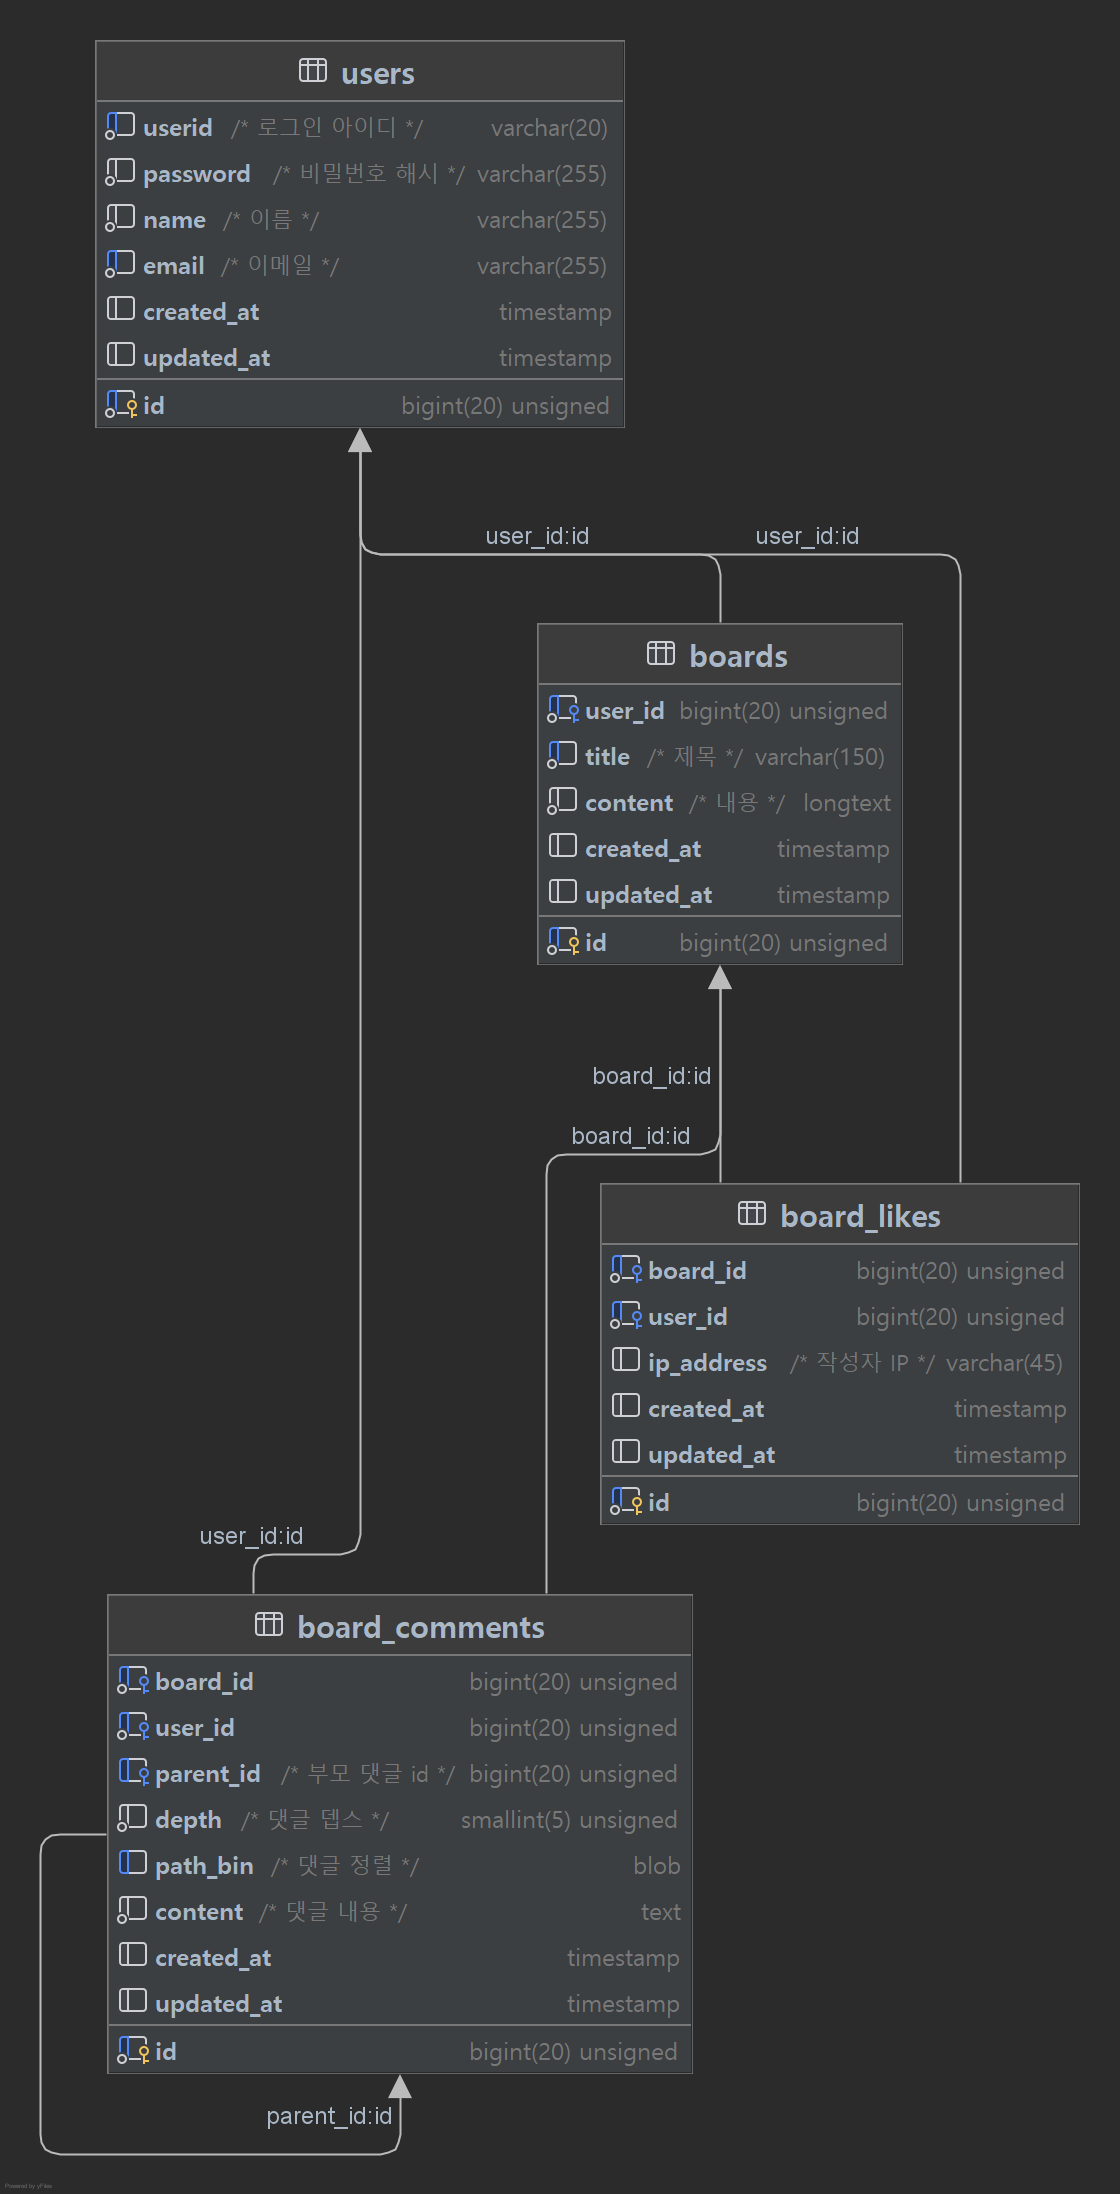 users
userid /* 로그인 아이디 */ varchar(20)
password /* 비밀번호 해시 */ varchar(255)
name /* 이름 */ varchar(255)
email /* 이메일 */ varchar(255)
created_at timestamp
updated_at timestamp
id bigint(20) unsigned
user_id:id user_id:id
boards
user_id bigint(20) unsigned
title /* 제목 */ varchar(150)
content /* 내용 */ longtext
created_at timestamp
updated_at timestamp
id bigint(20) unsigned
board_id:id
board_id:id
board_likes
board_id bigint(20) unsigned
user_id bigint(20) unsigned
ip_address /* 작성자 IP */ varchar(45)
created_at timestamp
updated_at timestamp
id bigint(20) unsigned
user_id:id
board_comments
board_id bigint(20) unsigned
user_id bigint(20) unsigned
parent_id /* 부모 댓글 id */ bigint(20) unsigned
depth /* 댓글 뎁스 */ smallint(5) unsigned
path_bin /* 댓글 정렬 */ blob
content /* 댓글 내용 */ text
created_at timestamp
updated_at timestamp
id bigint(20) unsigned
parent_id:id
Powered by yFiles